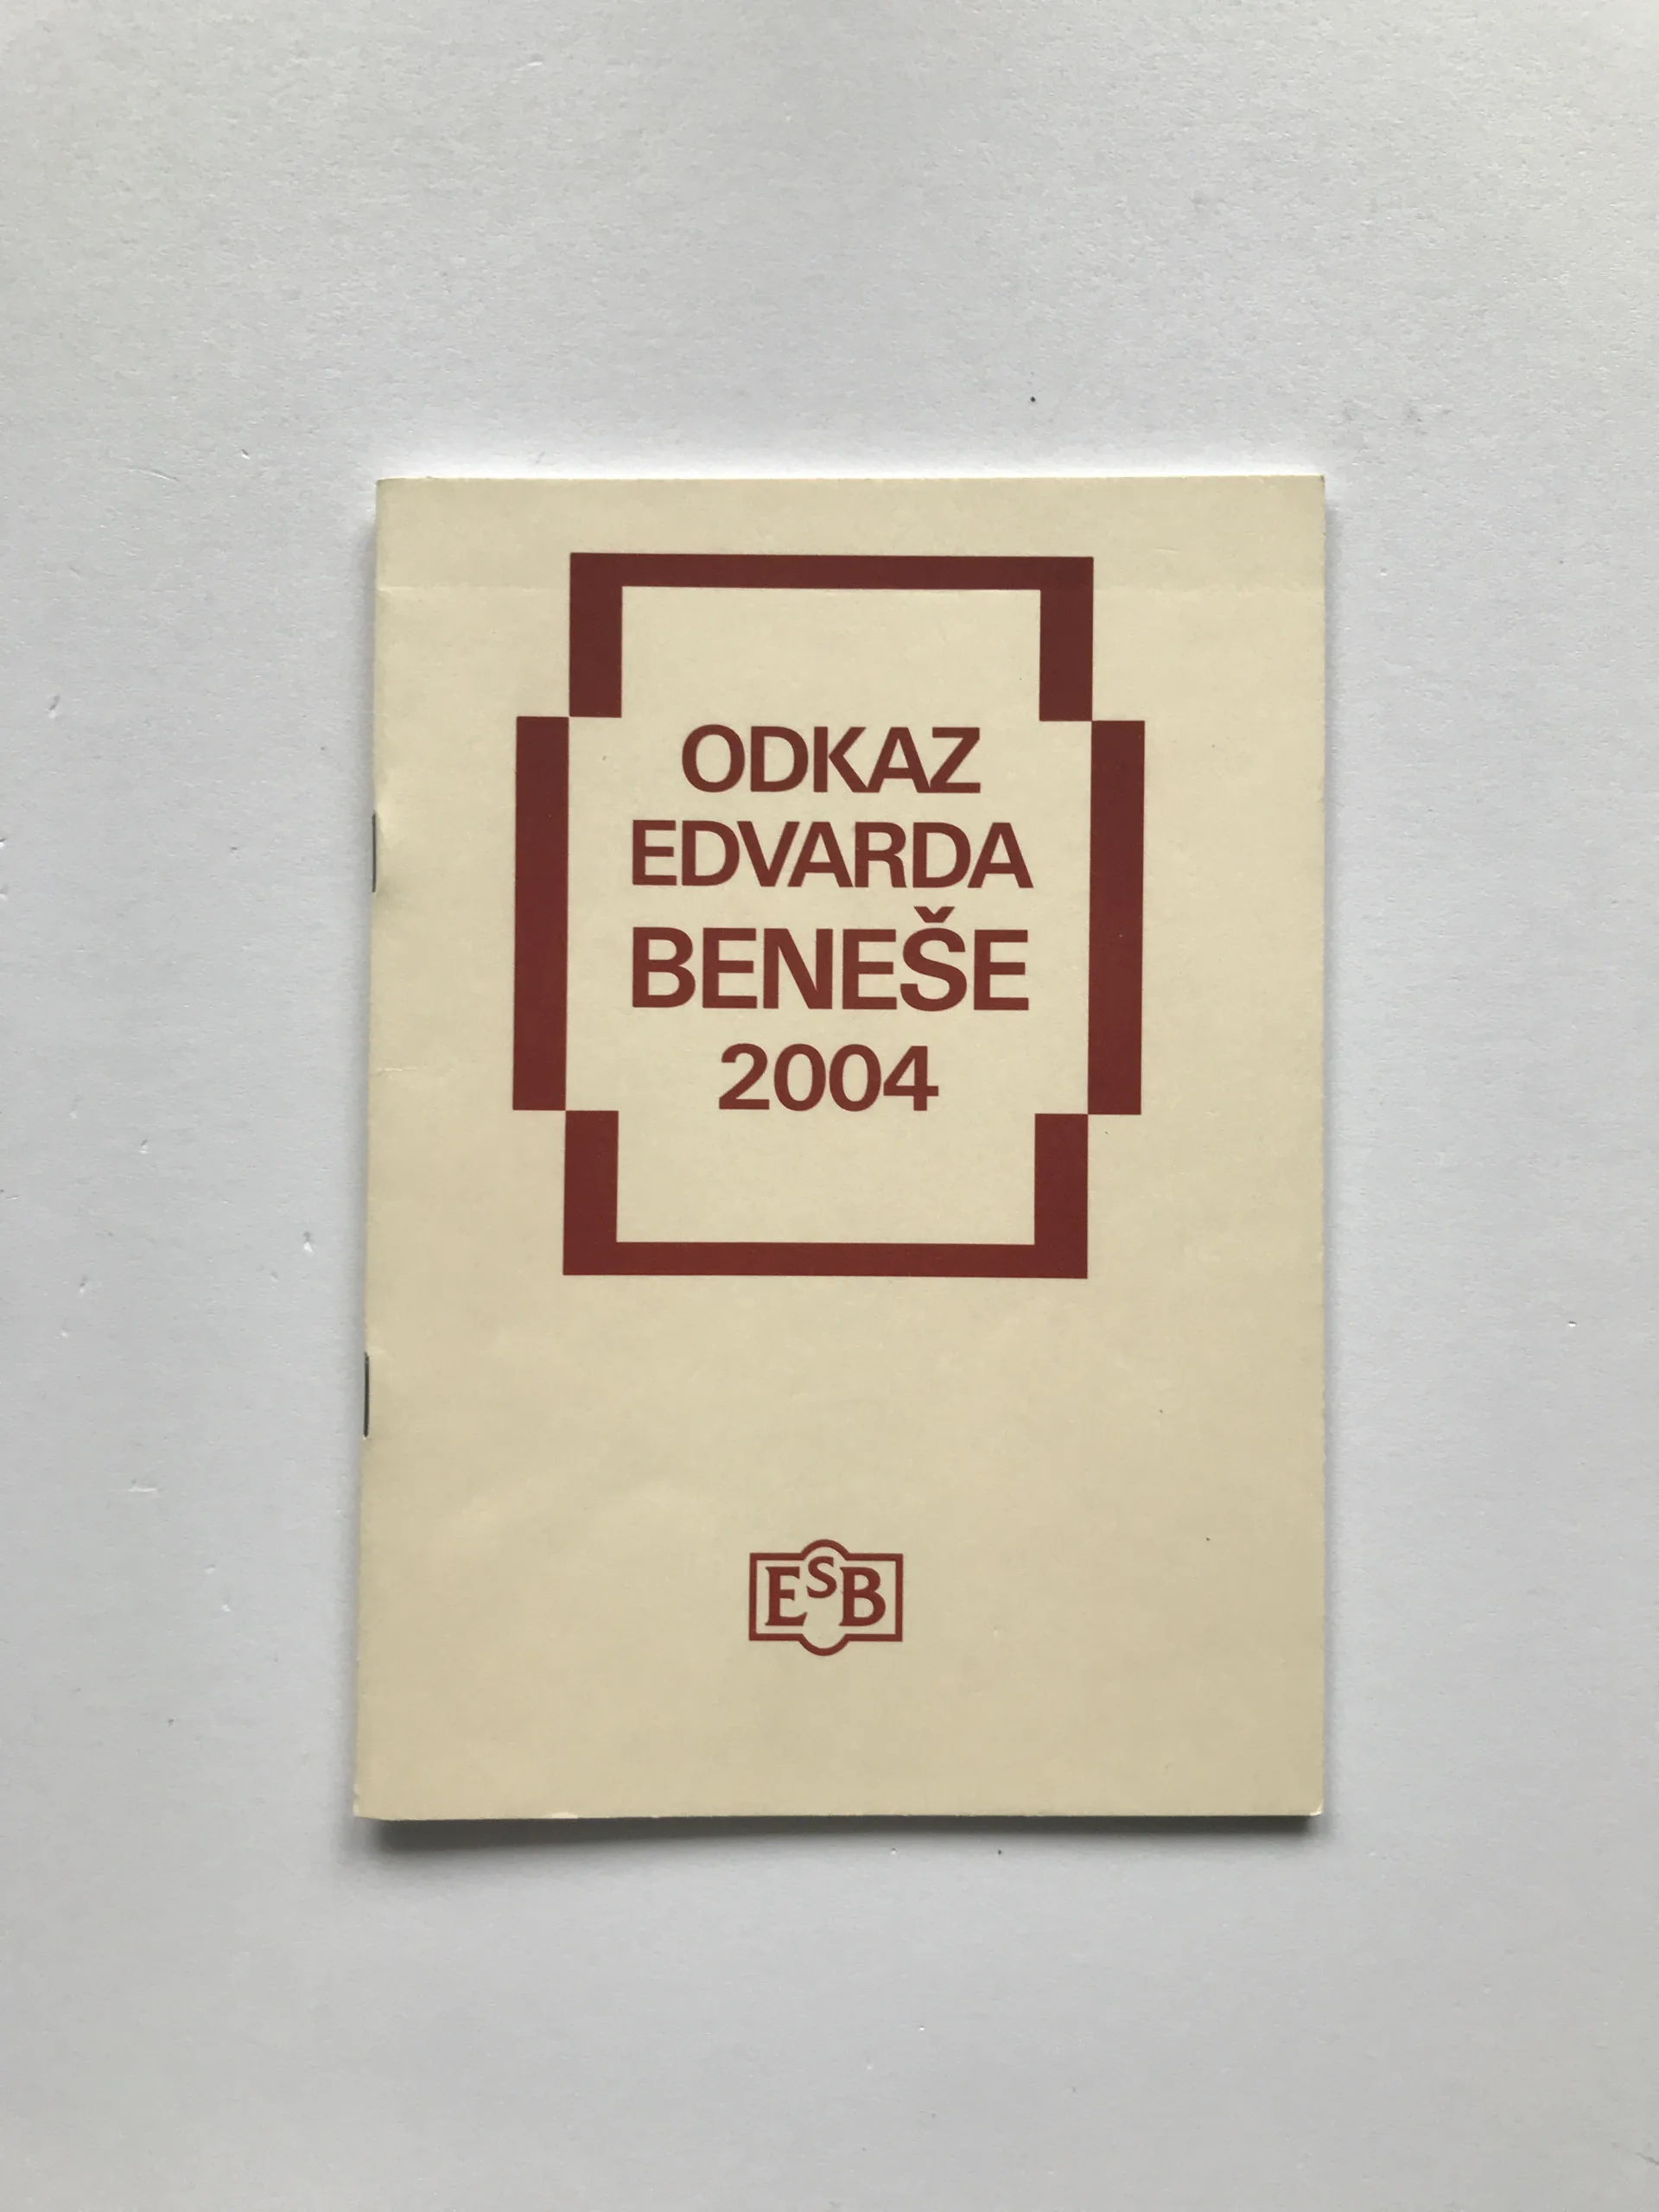 ODKAZ
EDVARDA
BENEŠE
2004
ESB